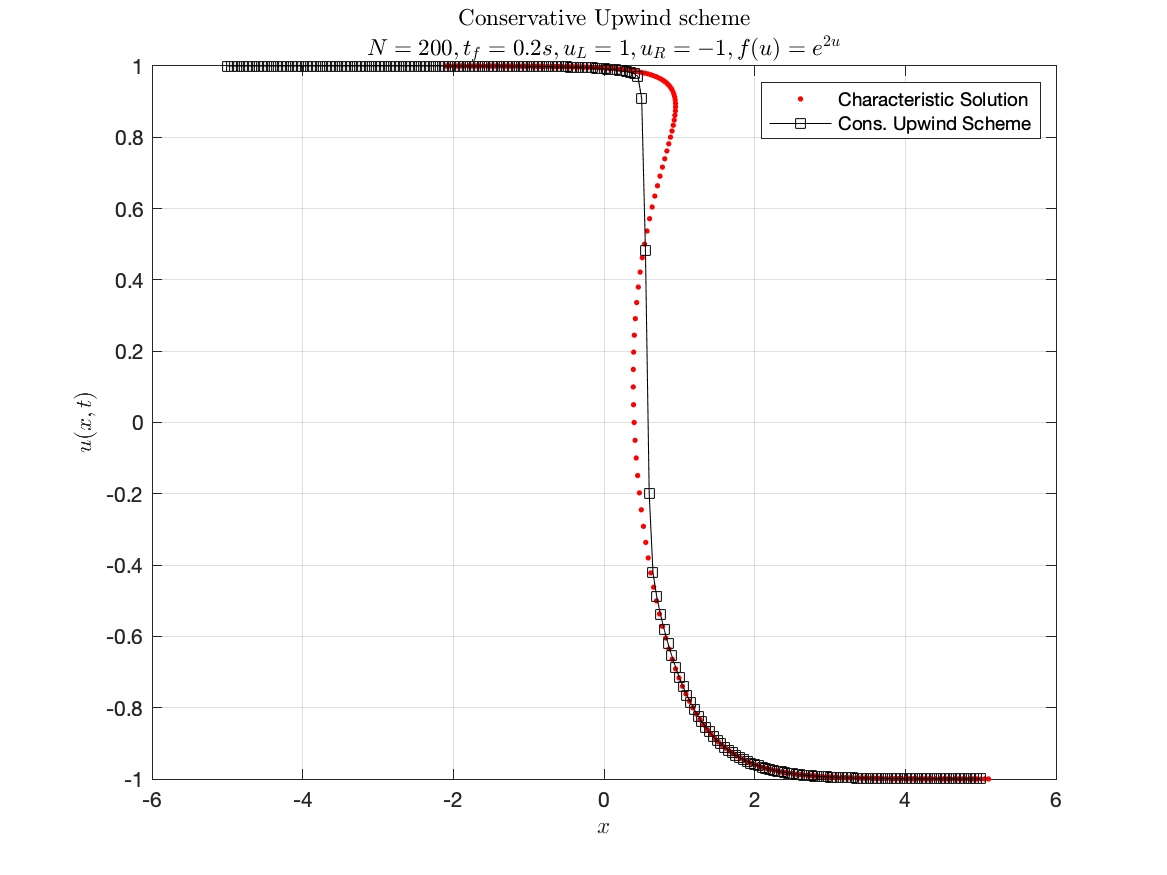 Conservative Upwind scheme
N = 200, t_f = 0.2s, u_L = 1, u_R = −1, f(u) = e^{2u}
Characteristic Solution
Cons. Upwind Scheme
1
0.8
0.6
0.4
0.2
0
-0.2
-0.4
-0.6
-0.8
-1
u(x, t)
-6 -4 -2 0 2 4 6
x